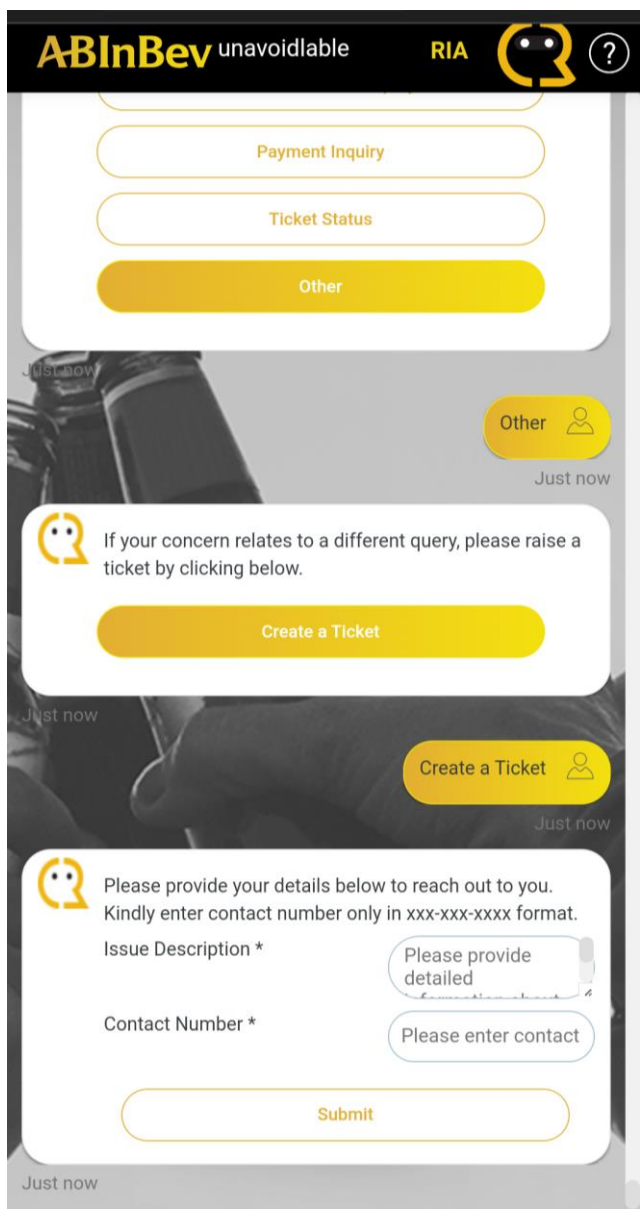 ABInBev unavoidlable RIA ?
Payment Inquiry
Ticket Status
Other
Just now
Other
Just now
If your concern relates to a different query, please raise a
ticket by clicking below.
Create a Ticket
Just now
Create a Ticket
Just now
Please provide your details below to reach out to you.
Kindly enter contact number only in xxx-xxx-xxxx format.
Issue Description *
Please provide
detailed
Contact Number *
Please enter contact
Submit
Just now